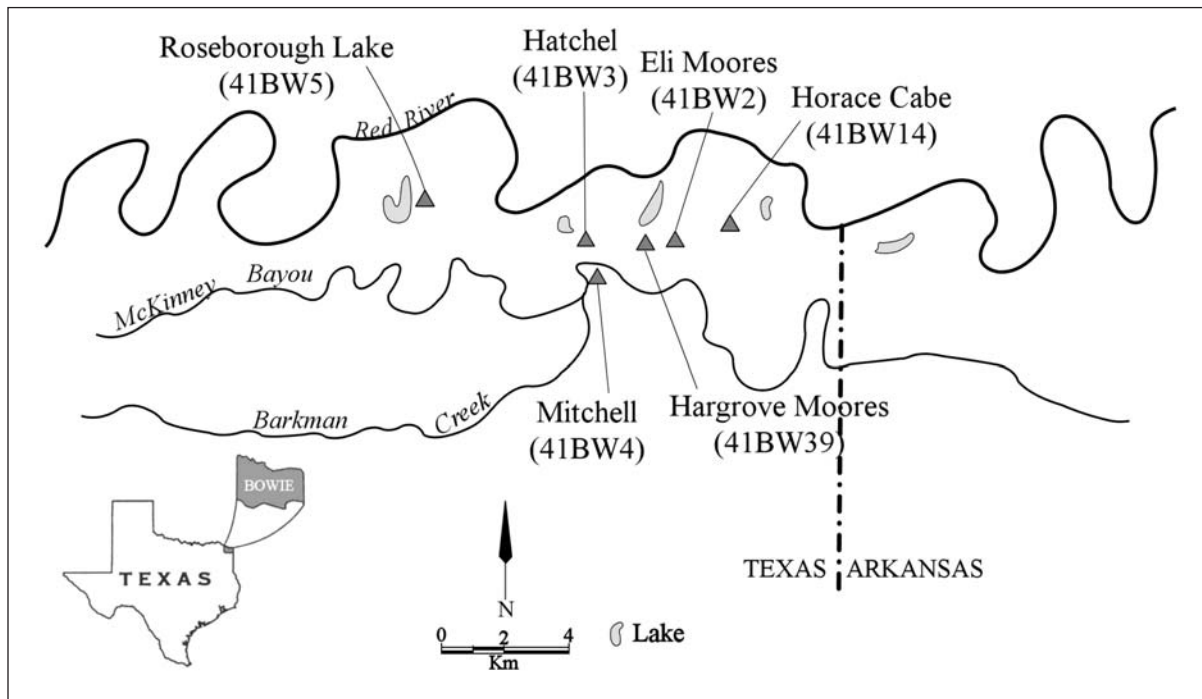 Roseborough Lake
(41BW5)
Hatchel
(41BW3)
Eli Moores
(41BW2)
Horace Cabe
(41BW14)
Red River
McKinney Bayou
Barkman Creek
Mitchell
(41BW4)
Hargrove Moores
(41BW39)
BOWIE
TEXAS
N
0 2 4
Km
Lake
TEXAS ARKANSAS